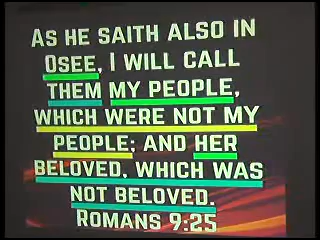 AS HE SAITH ALSO IN
OSEE, I WILL CALL
THEM MY PEOPLE,
WHICH WERE NOT MY
PEOPLE; AND HER
BELOVED, WHICH WAS
NOT BELOVED.
ROMANS 9:25